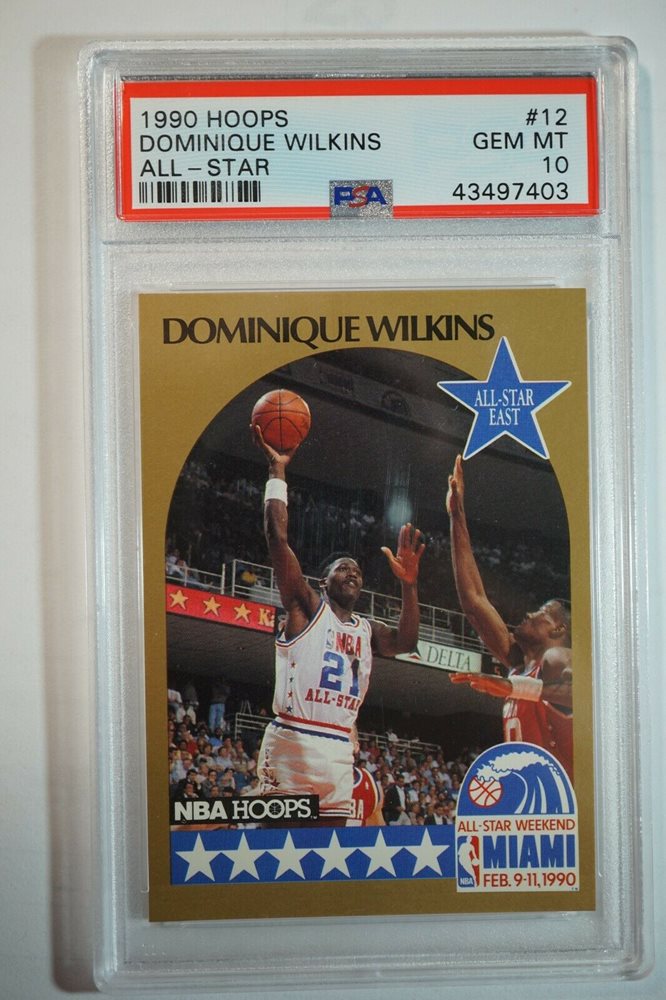 1990 HOOPS #12
DOMINIQUE WILKINS GEM MT
ALL - STAR 10
PSA 43497403
DOMINIQUE WILKINS
ALL-STAR
EAST
DELTA
NBA
21
ALL-STAR
NBA HOOPS
ALL-STAR WEEKEND
MIAMI
NBA FEB. 9-11, 1990